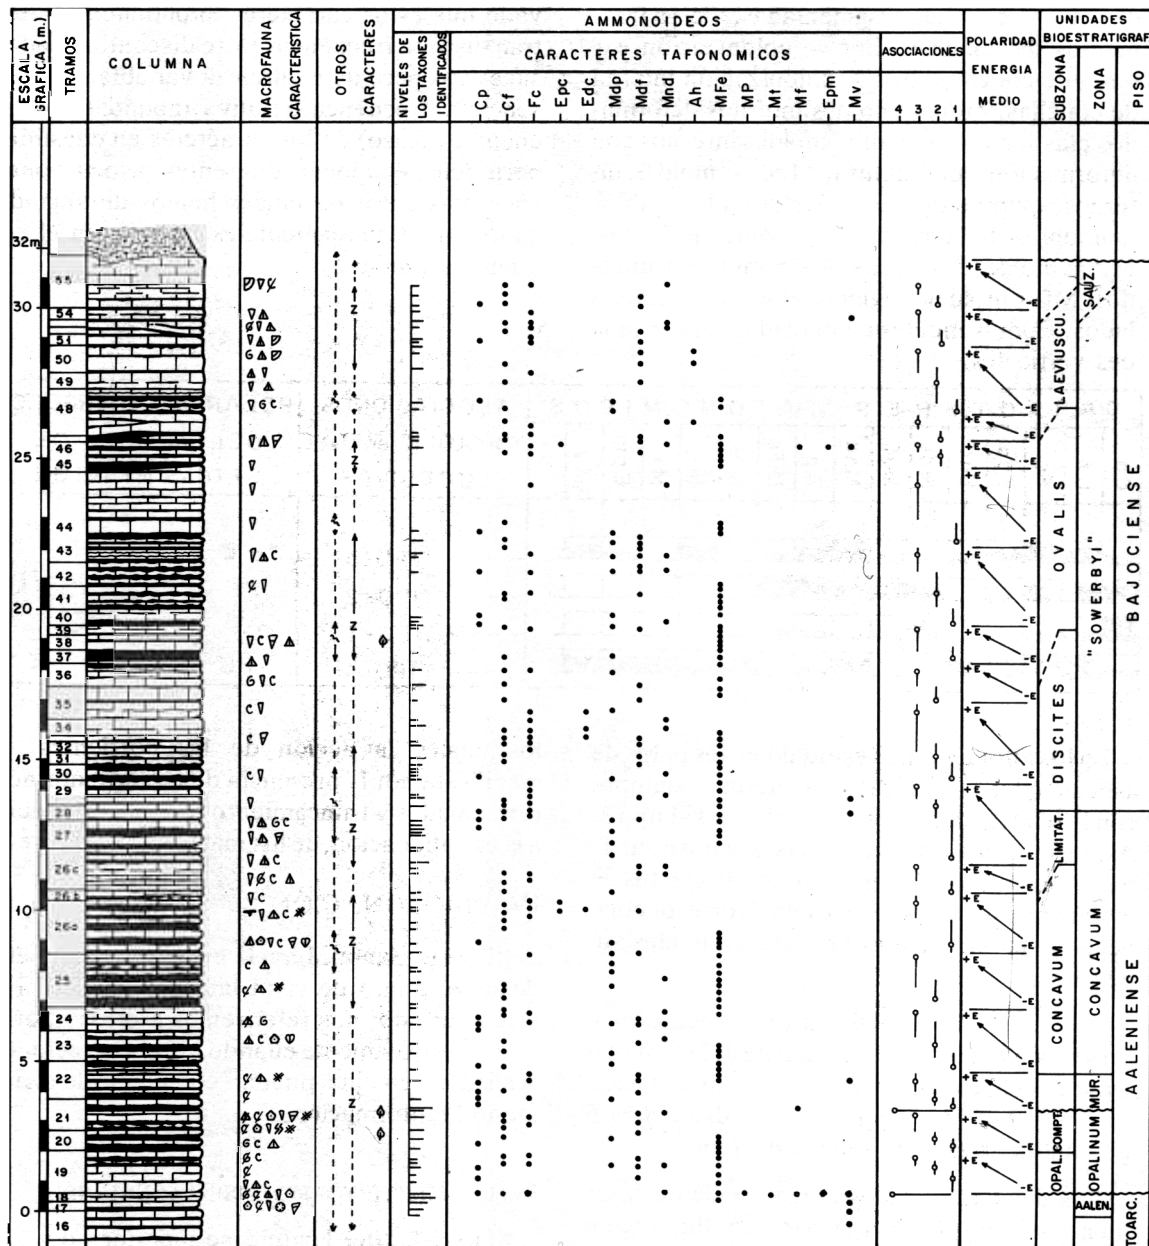 ESCALA GRAFICA (m.)
TRAMOS
COLUMNA
MACROFAUNA CARACTERISTICA
OTROS CARACTERES
NIVELES DE LOS TAXONES IDENTIFICADOS
AMMONOIDEOS
CARACTERES TAFONOMICOS
Cp Cf Fc Epc Elc Mdp Mdf Mnd Ah MFe MP Mt Mf Epm Mv
ASOCIACIONES
4 3 2 1
POLARIDAD
ENERGIA
MEDIO
UNIDADES
BIOESTRATIGRAF
SUBZONA
ZONA
PISO
32m
30
25
20
15
10
5
0
55
54
51
50
49
48
46
45
44
43
42
41
40
39
38
37
36
35
34
32
31
30
29
28
27
26c
26b
26a
25
24
23
22
21
20
19
18
17
16
Z
Z
Z
Z
Z
Z
Z
+E
-E
SAUZ.
LAEVIUSCU.
OVALIS
DISCITES
LIMITAT.
CONCAVUM
MUR.
COMPT.
OPAL.
"SOWERBYI"
CONCAVUM
OPALINUM
AALEN.
BAJOCIENSE
AALENIENSE
TOARC.